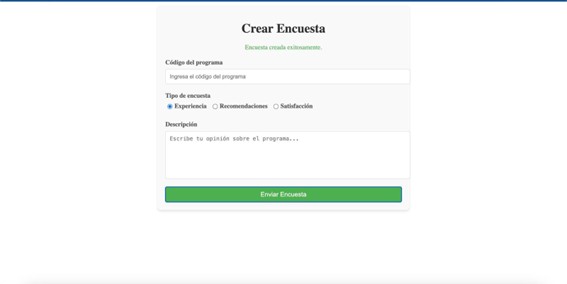 Crear Encuesta
Encuesta creada exitosamente.
Código del programa
Ingresa el código del programa
Tipo de encuesta
Experiencia Recomendaciones Satisfacción
Descripción
Escribe tu opinión sobre el programa...
Enviar Encuesta